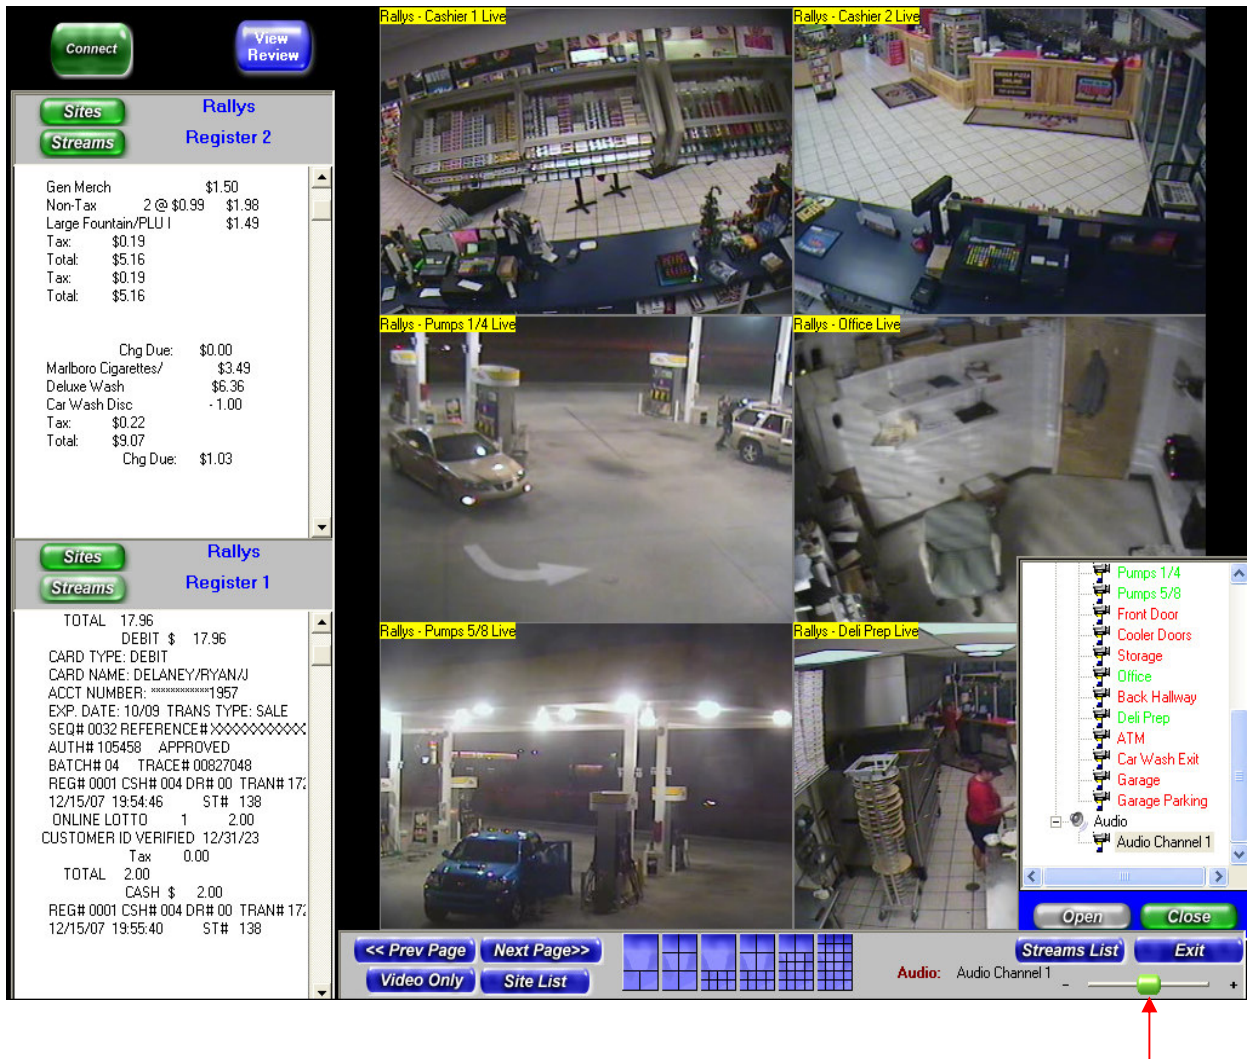 Connect
View
Review
Sites
Rallys
Streams
Register 2
Gen Merch $1.50
Non-Tax 2 @ $0.99 $1.98
Large Fountain/PLU I $1.49
Tax: $0.19
Total: $5.16
Tax: $0.19
Total: $5.16
Chg Due: $0.00
Marlboro Cigarettes/ $3.49
Deluxe Wash $6.36
Car Wash Disc - 1.00
Tax: $0.22
Total: $9.07
Chg Due: $1.03
Sites
Rallys
Streams
Register 1
TOTAL 17.96
DEBIT $ 17.96
CARD TYPE: DEBIT
CARD NAME: DELANEY/RYAN/J
ACCT NUMBER: ************1957
EXP. DATE: 10/09 TRANS TYPE: SALE
SEQ# 0032 REFERENCE# XXXXXXXXXX
AUTH# 105458 APPROVED
BATCH# 04 TRACE# 00827048
REG# 0001 CSH# 004 DR# 00 TRAN# 172
12/15/07 19:54:46 ST# 138
ONLINE LOTTO 1 2.00
CUSTOMER ID VERIFIED 12/31/23
Tax 0.00
TOTAL 2.00
CASH $ 2.00
REG# 0001 CSH# 004 DR# 00 TRAN# 172
12/15/07 19:55:40 ST# 138
Rallys - Cashier 1 Live
Rallys - Cashier 2 Live
ORDER PIZZA
ONLINE
Rallys - Pumps 1/4 Live
Rallys - Office Live
Rallys - Pumps 5/8 Live
Rallys - Deli Prep Live
Pumps 1/4
Pumps 5/8
Front Door
Cooler Doors
Storage
Office
Back Hallway
Deli Prep
ATM
Car Wash Exit
Garage
Garage Parking
Audio
Audio Channel 1
Open
Close
<< Prev Page
Next Page>>
Streams List
Exit
Video Only
Site List
Audio: Audio Channel 1
- +